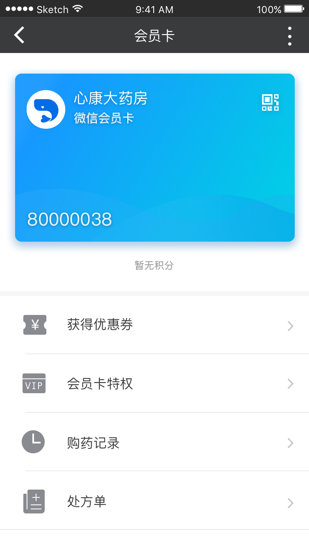 Sketch
9:41 AM
100%
会员卡
心康大药房
微信会员卡
80000038
暂无积分
¥
获得优惠券
VIP
会员卡特权
购药记录
处方单